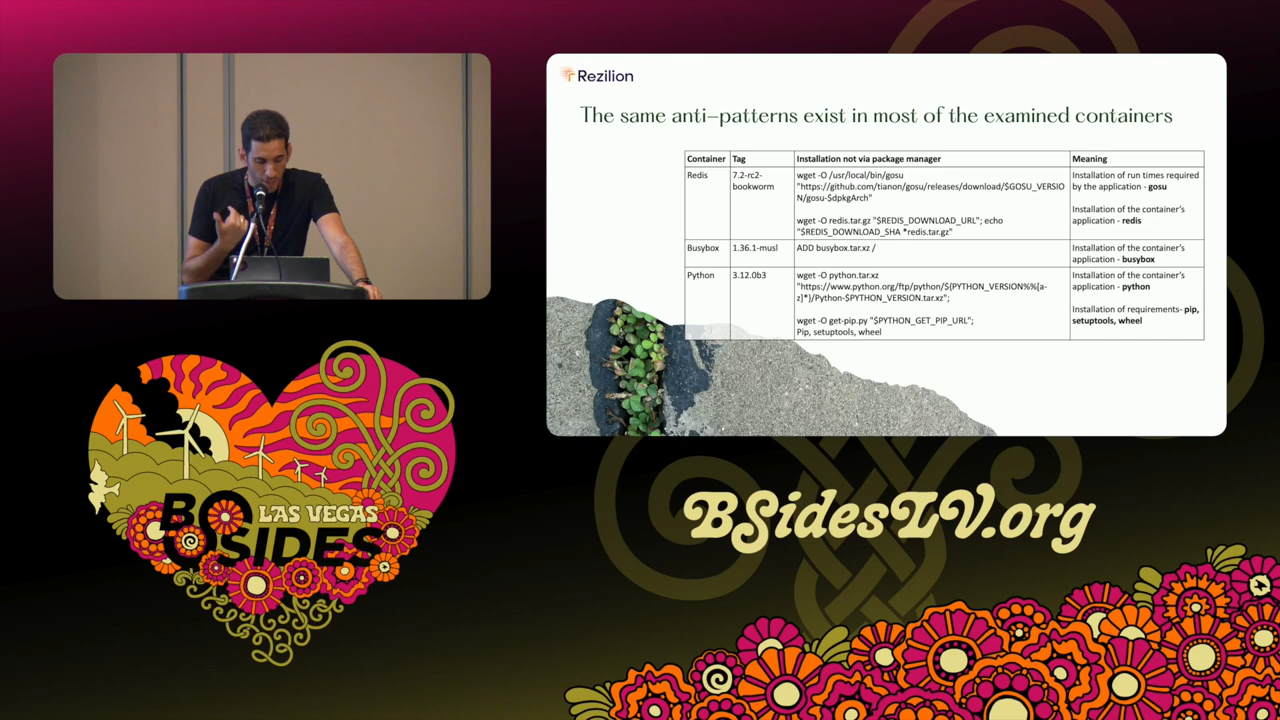 Rezilion
The same anti-patterns exist in most of the examined containers
Container Tag Installation not via package manager Meaning
Redis
7.2-rc2-
bookworm
wget -O /usr/local/bin/gosu
"https://github.com/tianon/gosu/releases/download/$GOSU_VERSIO
N/gosu-$dpkgArch"
wget -O redis.tar.gz "$REDIS_DOWNLOAD_URL"; echo
"$REDIS_DOWNLOAD_SHA *redis.tar.gz"
Installation of run times required
by the application - gosu
Installation of the container's
application - redis
Busybox
1.36.1-musl
ADD busybox.tar.xz /
Installation of the container's
application - busybox
Python
3.12.0b3
wget -O python.tar.xz
"https://www.python.org/ftp/python/${PYTHON_VERSION%%[a-
z]*}/Python-$PYTHON_VERSION.tar.xz";
wget -O get-pip.py "$PYTHON_GET_PIP_URL";
Pip, setuptools, wheel
Installation of the container's
application - python
Installation of requirements- pip,
setuptools, wheel
BSIDES
LAS VEGAS
23
BSidesLV.org